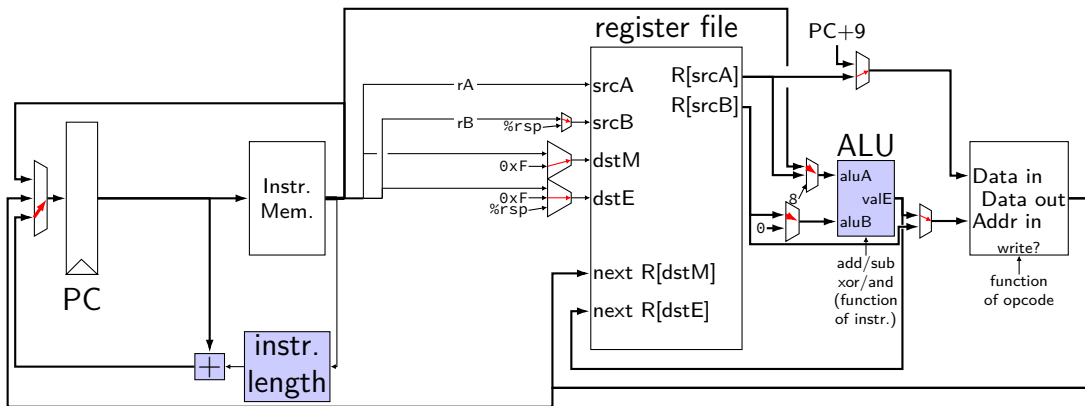 register file
PC+9
R[srcA]
rA
srcA
R[srcB]
rB
srcB
%rsp
ALU
dstM
0xF
aluA
Instr.
Mem.
Data in
dstE
0xF
%rsp
8
valE
Data out
aluB
0
Addr in
write?
add/sub
xor/and
(function
of instr.)
function
of opcode
next R[dstM]
PC
next R[dstE]
+
instr.
length